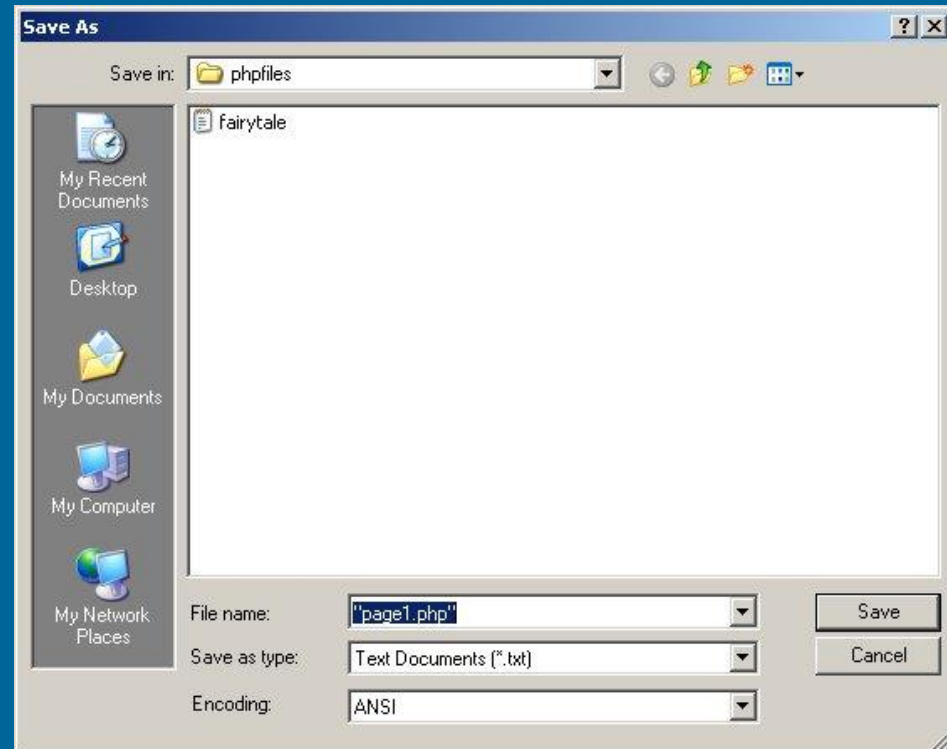 Save As
Save in: phpfiles
fairytale
My Recent
Documents
Desktop
My Documents
My Computer
My Network
Places
File name: "page1.php" Save
Save as type: Text Documents (*.txt) Cancel
Encoding: ANSI